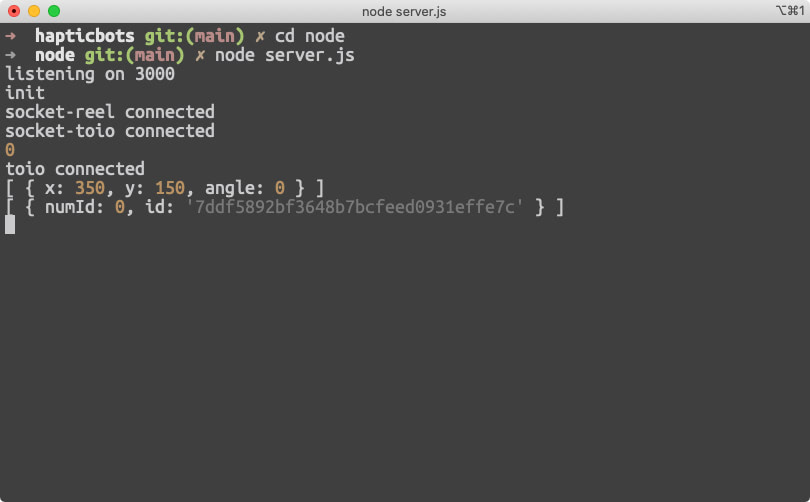 node server.js
⌥⌘1
➜  hapticbots git:(main) ✗ cd node
➜  node git:(main) ✗ node server.js
listening on 3000
init
socket-reel connected
socket-toio connected
0
toio connected
[ { x: 350, y: 150, angle: 0 } ]
[ { numId: 0, id: '7ddf5892bf3648b7bcfeed0931effe7c' } ]